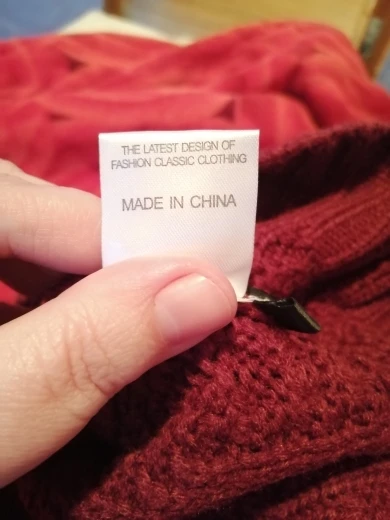 THE LATEST DESIGN OF
FASHION CLASSIC CLOTHING
MADE IN CHINA